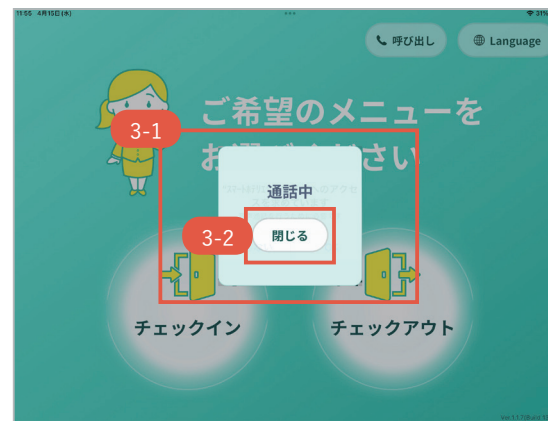 11:55 4月15日(水)
31%
呼び出し
Language
ご希望のメニューを
3-1
通話中
3-2
閉じる
チェックイン
チェックアウト